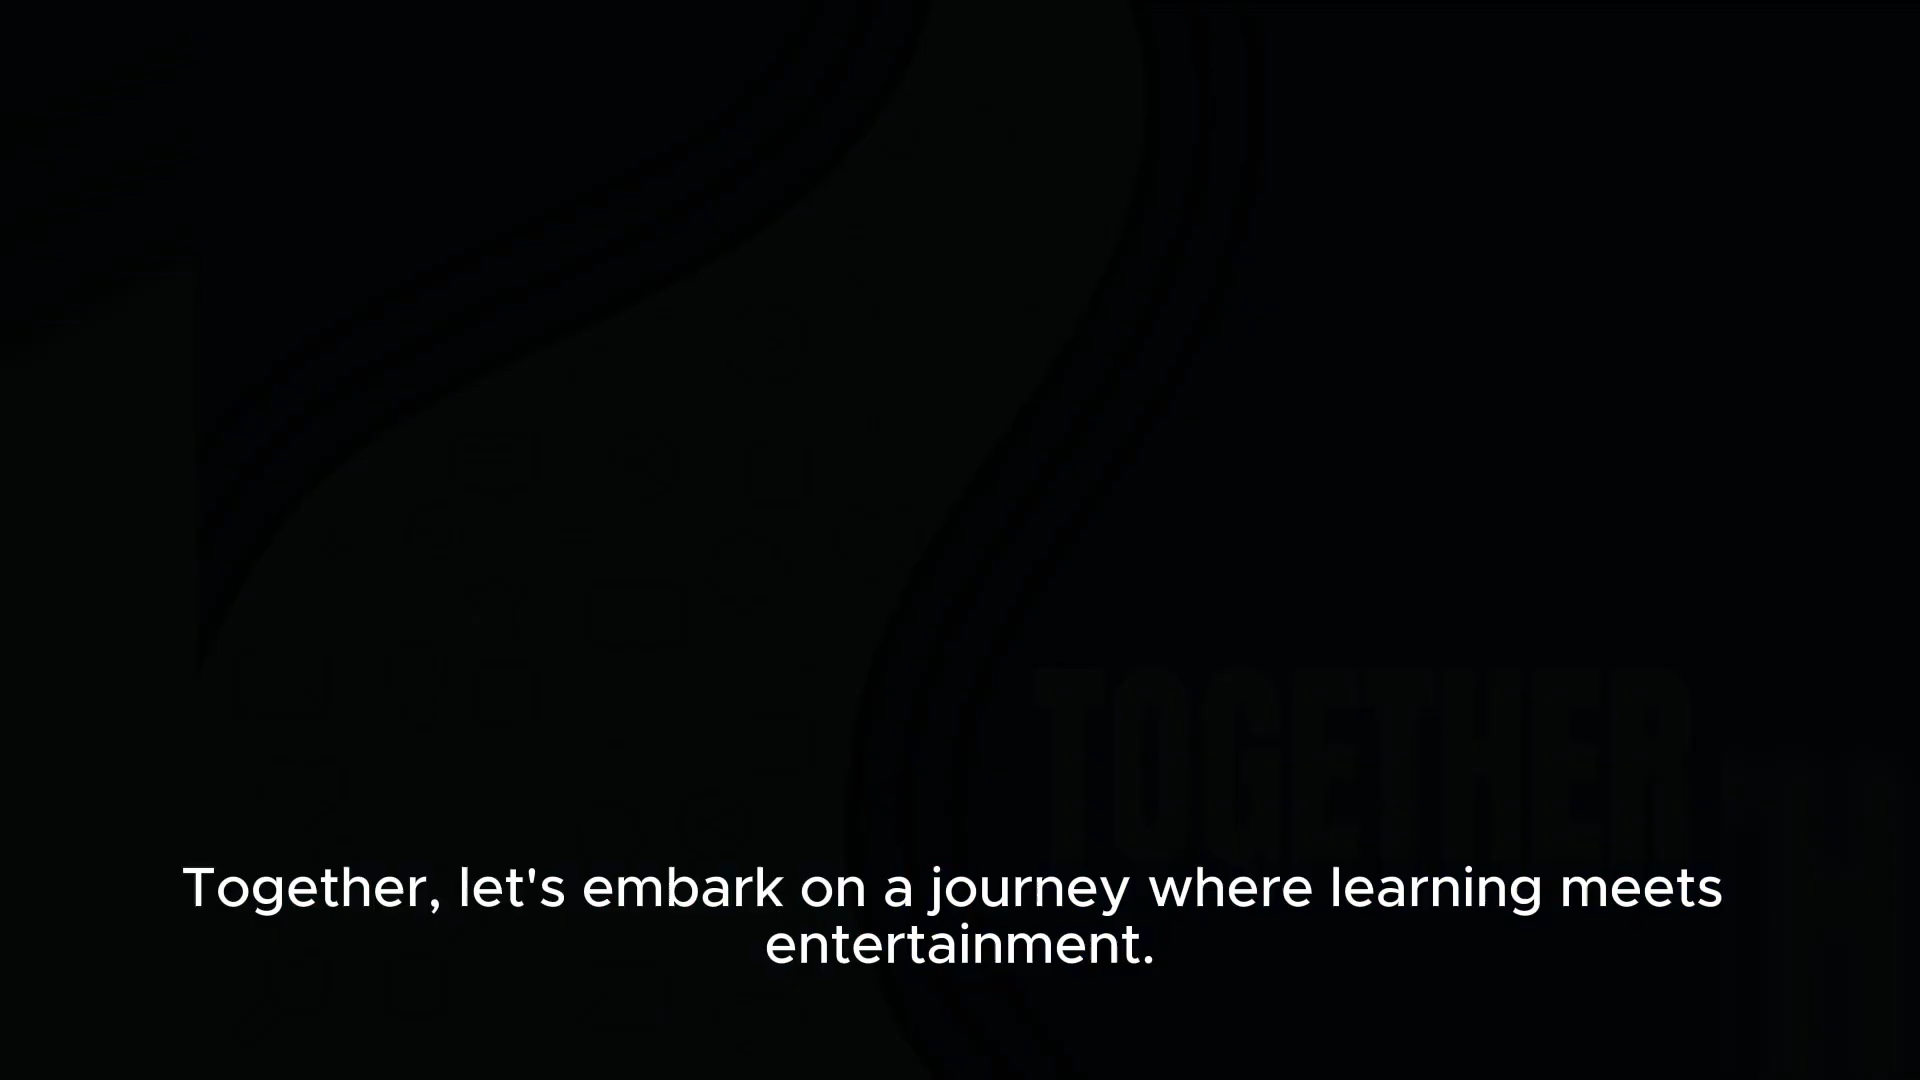 TOGETHER
Together, let's embark on a journey where learning meets
entertainment.